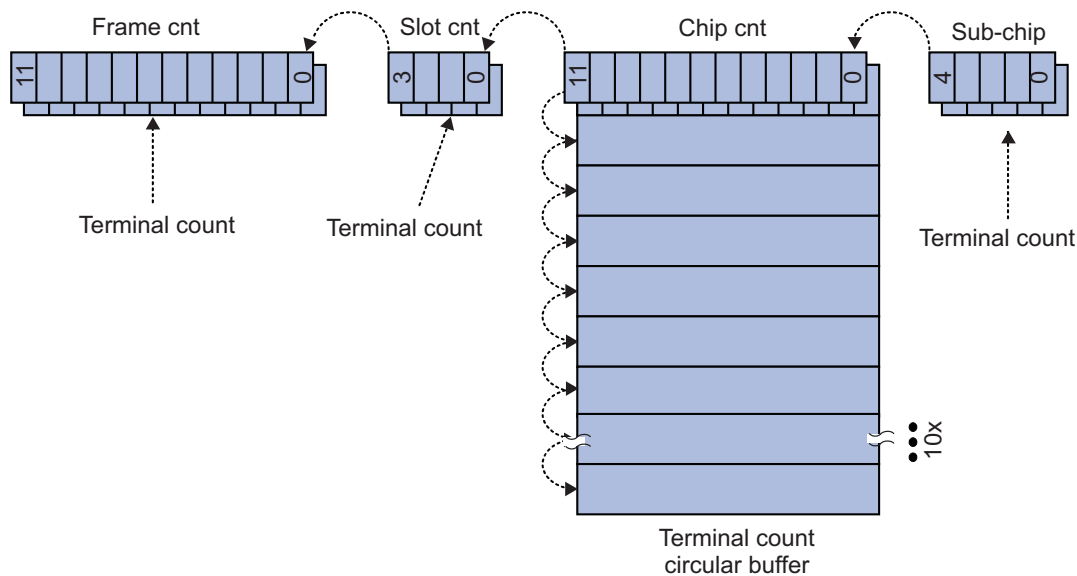 Frame cnt
Slot cnt
Chip cnt
Sub-chip
11
0
3
0
11
0
4
0
Terminal count
Terminal count
Terminal count
10x
Terminal count
circular buffer